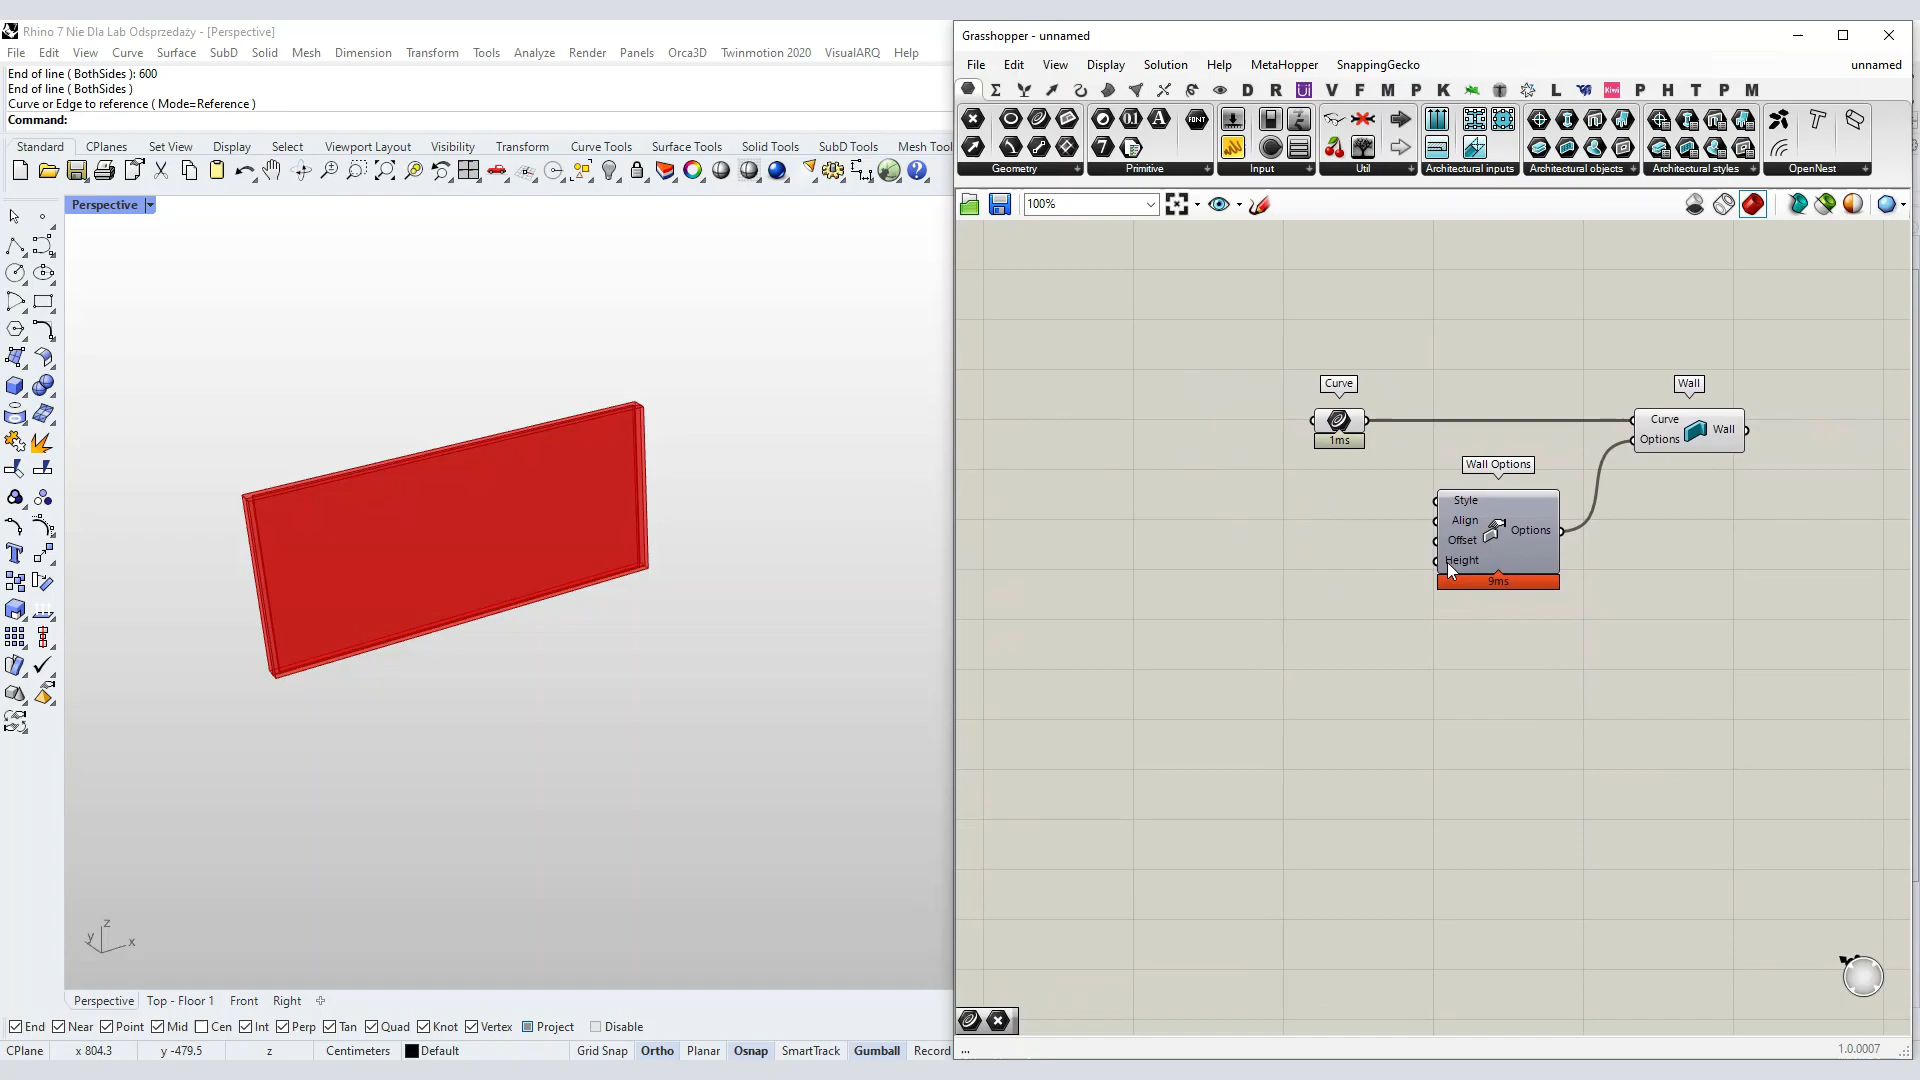 Rhino 7 Nie Dla Lab Odsprzedaży - [Perspective]
File Edit View Curve Surface SubD Solid Mesh Dimension Transform Tools Analyze Render Panels Orca3D Twinmotion 2020 VisualARQ Help
End of line ( BothSides ): 600
End of line ( BothSides )
Curve or Edge to reference ( Mode=Reference )
Command:
Standard CPlanes Set View Display Select Viewport Layout Visibility Transform Curve Tools Surface Tools Solid Tools SubD Tools Mesh Tool
Perspective
Perspective Top - Floor 1 Front Right
End Near Point Mid Cen Int Perp Tan Quad Knot Vertex Project Disable
CPlane x 804.3 y -479.5 z Centimeters Default Grid Snap Ortho Planar Osnap SmartTrack Gumball Record
Grasshopper - unnamed
File Edit View Display Solution Help MetaHopper SnappingGecko unnamed
D R V F M P K L Kiwi P H T P M
Geometry Primitive Input Util Architectural inputs Architectural objects Architectural styles OpenNest
100%
Curve
1ms
Wall
Curve
Options
Wall
Wall Options
Style
Align
Offset
Height
Options
9ms
... 1.0.0007